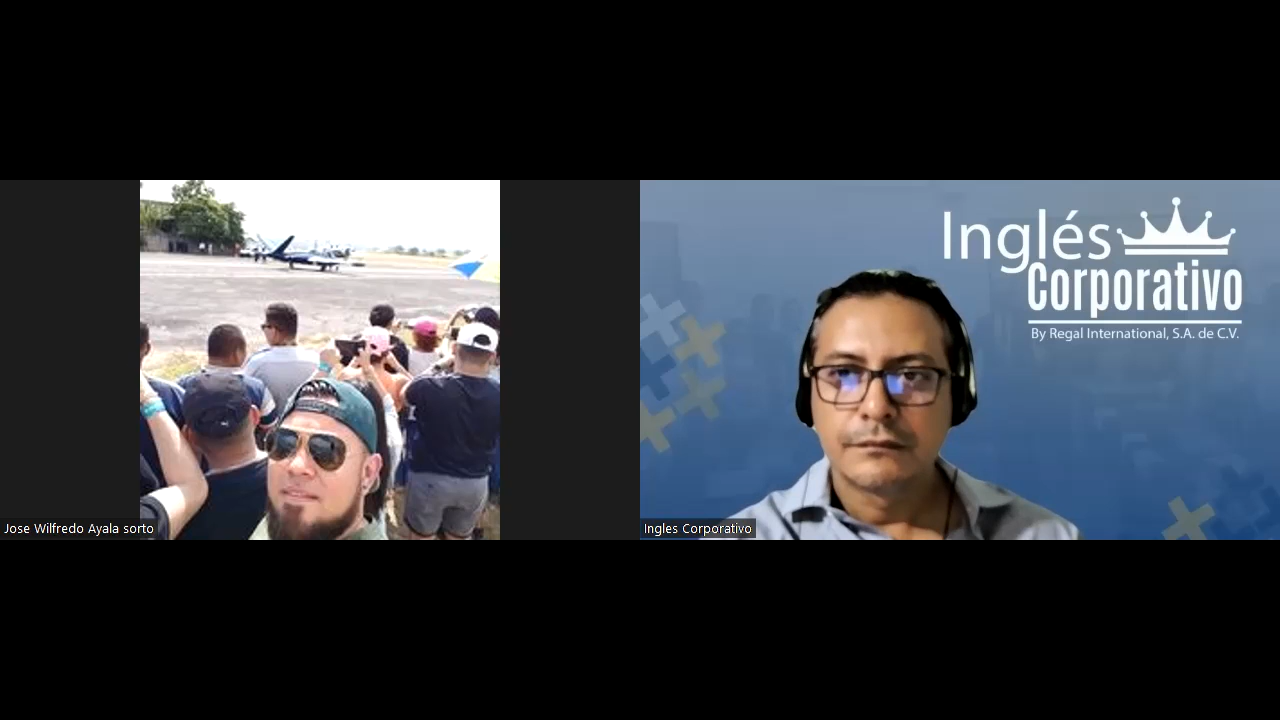 Inglés
Corporativo
By Regal International, S.A. de C.V.
Jose Wilfredo Ayala sorto
Ingles Corporativo